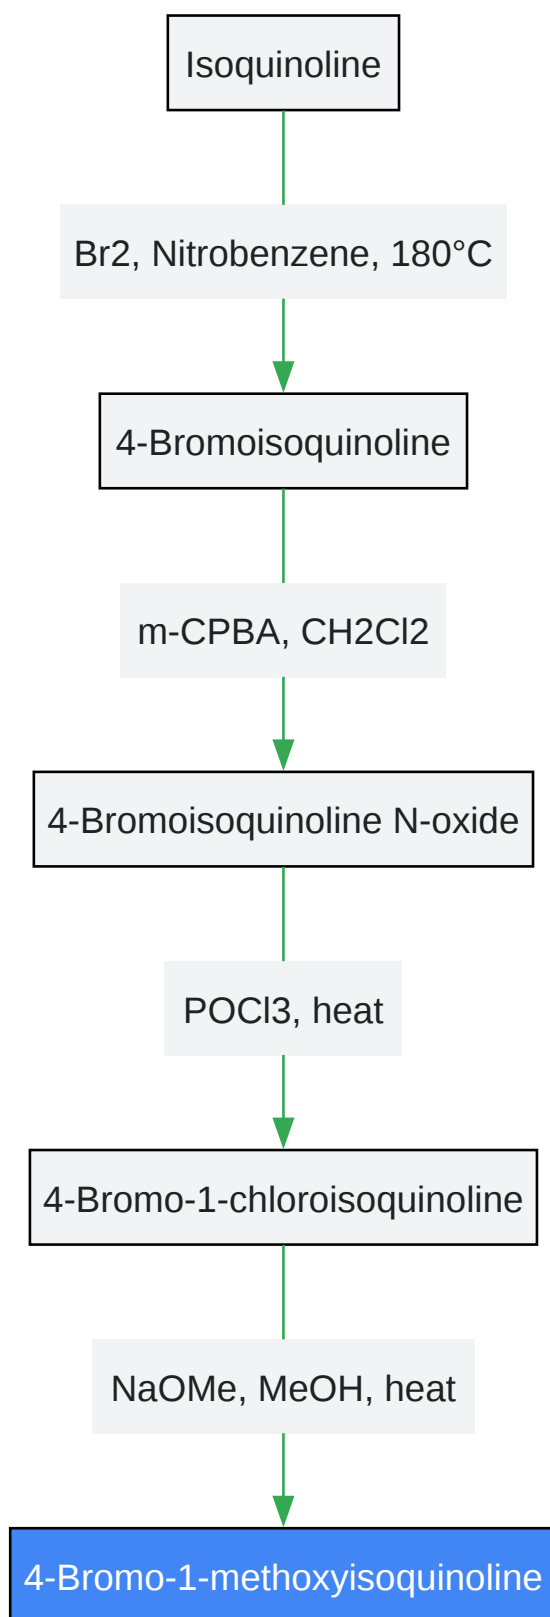 Isoquinoline
Br2, Nitrobenzene, 180°C
4-Bromoisoquinoline
m-CPBA, CH2Cl2
4-Bromoisoquinoline N-oxide
POCl3, heat
4-Bromo-1-chloroisoquinoline
NaOMe, MeOH, heat
4-Bromo-1-methoxyisoquinoline